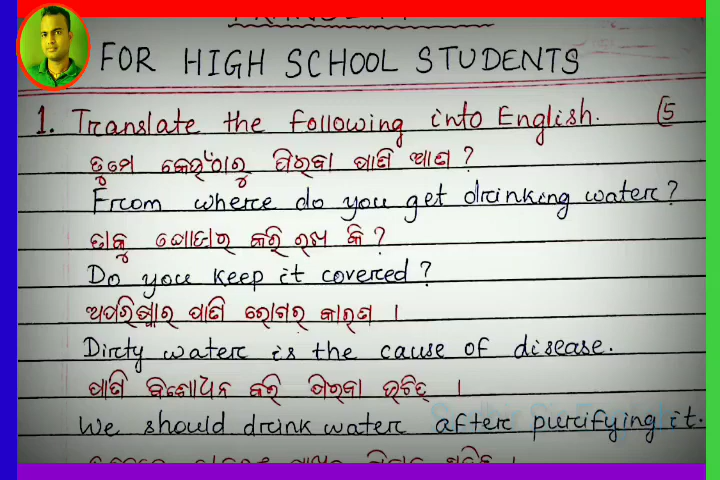 FOR HIGH SCHOOL STUDENTS
1. Translate the following into English. (5
ତୁମେ କେଉଁଠାରୁ ପିଇବା ପାଣି ଆଣ ?
From where do you get drinking water?
ତାକୁ ଘୋଡାଇ କରି ରଖ କି ?
Do you keep it covered?
ଅପରିଷ୍କାର ପାଣି ରୋଗର କାରଣ ।
Dirty water is the cause of disease.
ପାଣି ବିଶୋଧନ କରି ପିଇବା ଉଚିତ୍ ।
We should drink water after purifying it.